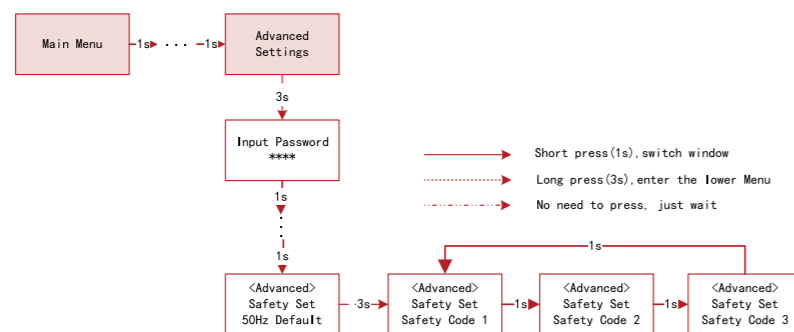 Main Menu
1s
· · ·
1s
Advanced
Settings
3s
Input Password
****
1s
·
·
·
1s
Short press(1s), switch window
Long press(3s), enter the lower Menu
No need to press, just wait
1s
<Advanced>
Safety Set
50Hz Default
3s
<Advanced>
Safety Set
Safety Code 1
1s
<Advanced>
Safety Set
Safety Code 2
1s
<Advanced>
Safety Set
Safety Code 3